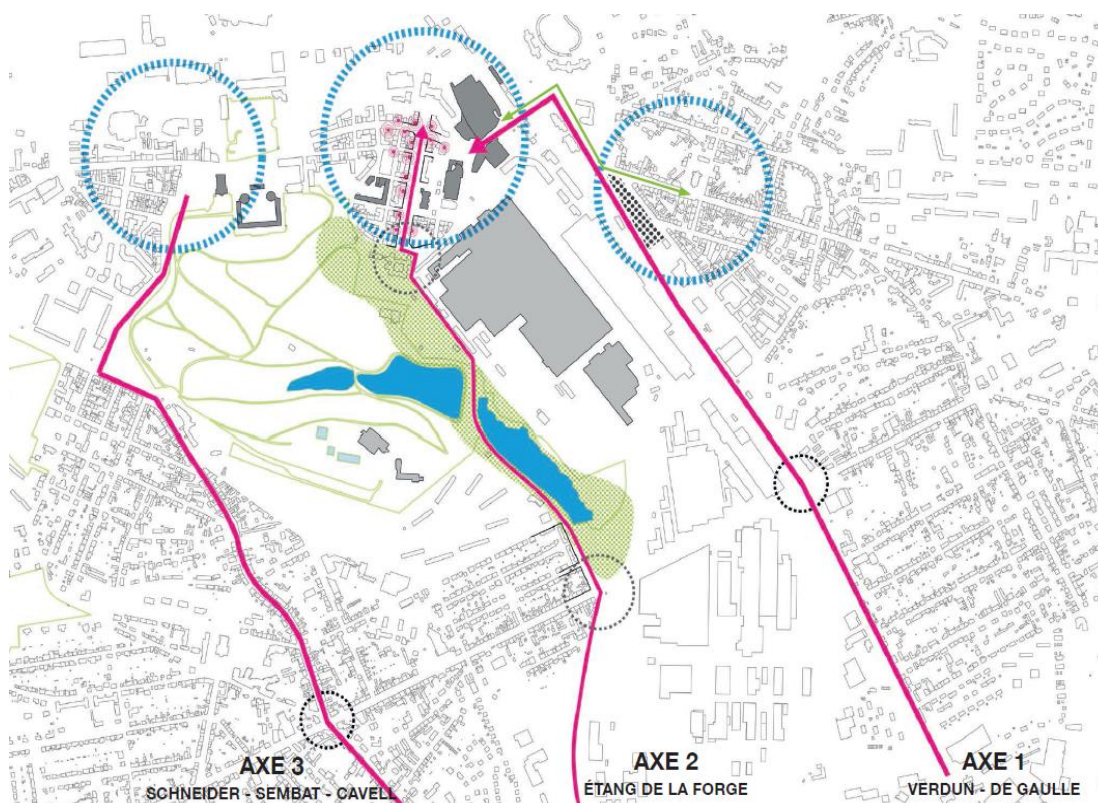 AXE 3
SCHNEIDER - SEMBAT - CAVELL
AXE 2
ÉTANG DE LA FORGE
AXE 1
VERDUN - DE GAULLE